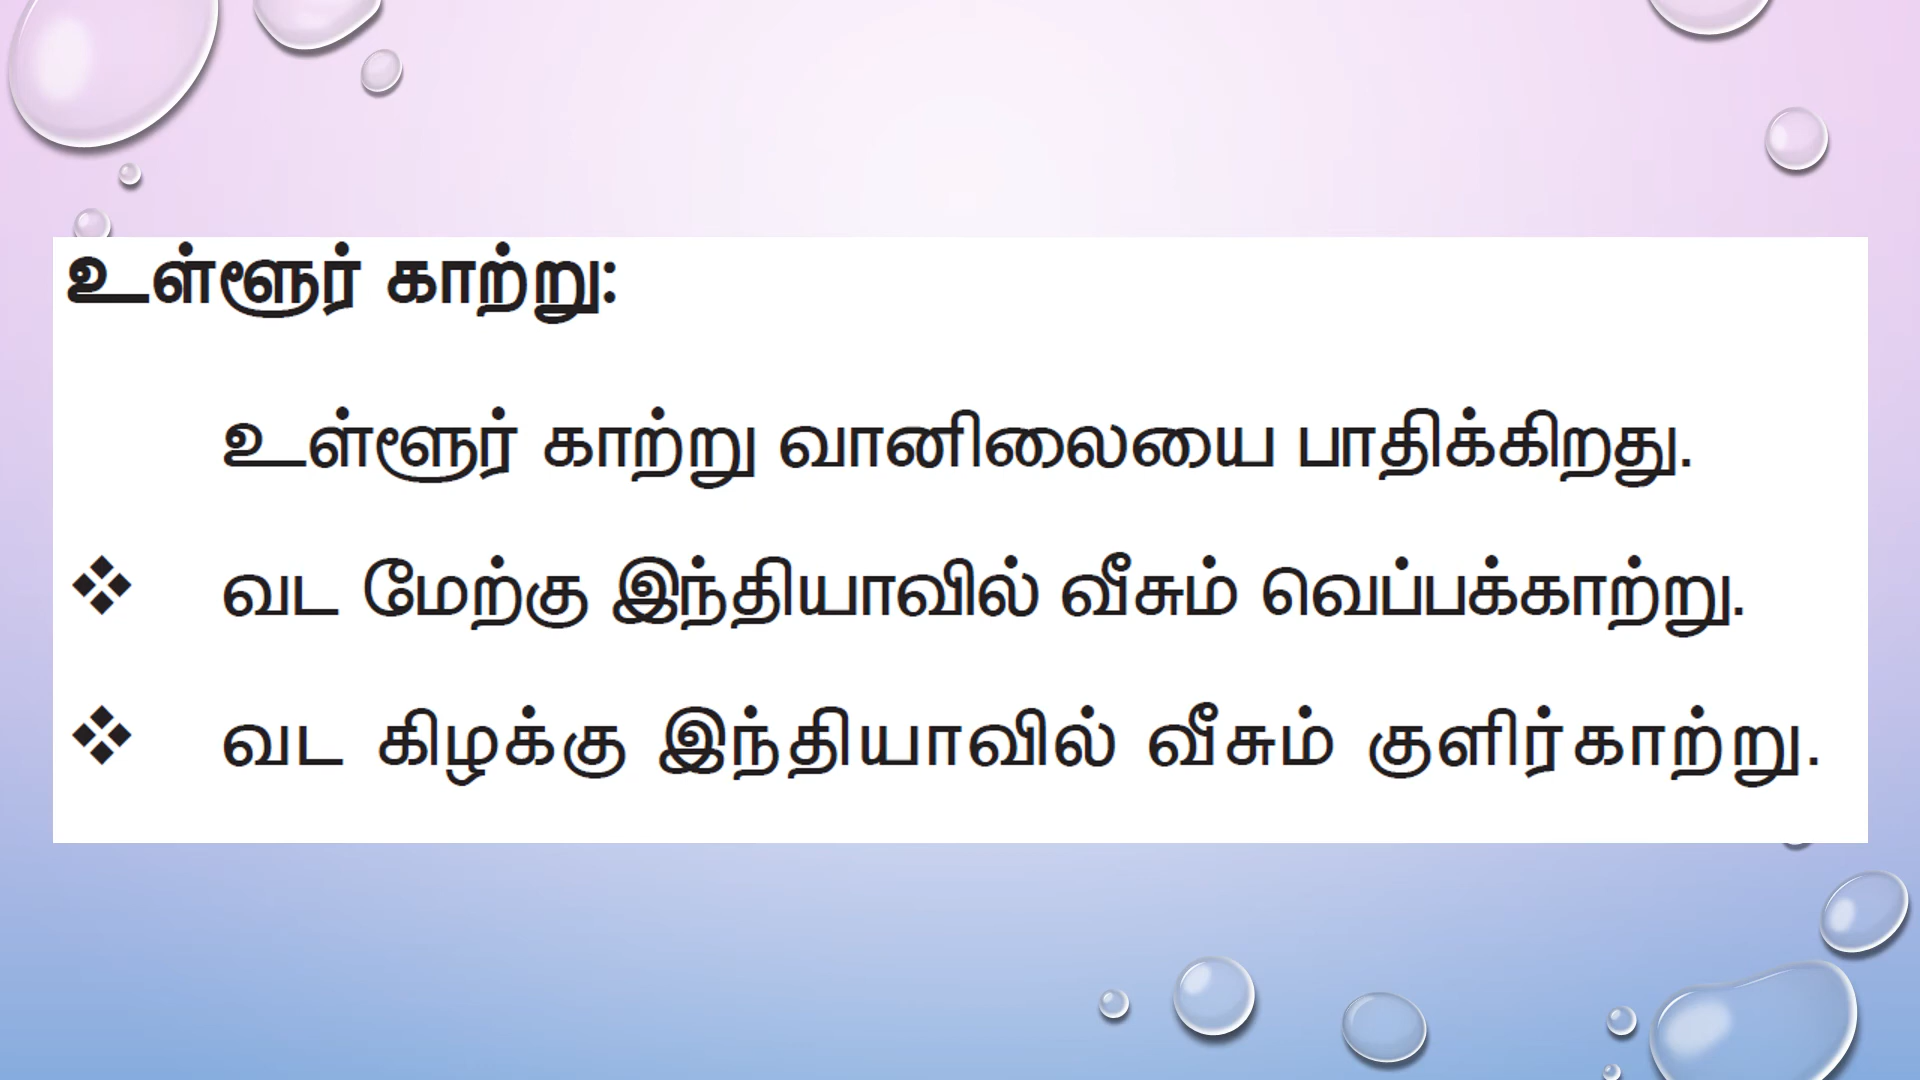 உள்ளூர் காற்று:
உள்ளூர் காற்று வானிலையை பாதிக்கிறது.
❖ வட மேற்கு இந்தியாவில் வீசும் வெப்பக்காற்று.
❖ வட கிழக்கு இந்தியாவில் வீசும் குளிர்காற்று.